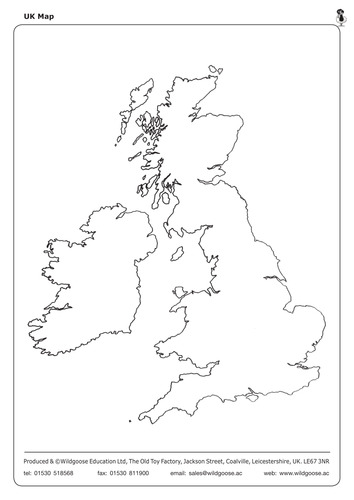 UK Map
Produced & ©Wildgoose Education Ltd, The Old Toy Factory, Jackson Street, Coalville, Leicestershire, UK. LE67 3NR
tel: 01530 518568 fax: 01530 811900 email: sales@wildgoose.ac web: www.wildgoose.ac